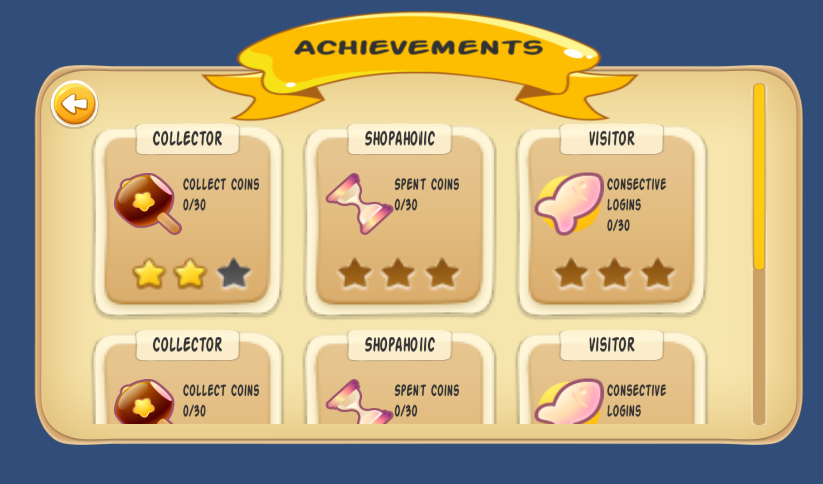 ACHIEVEMENTS
COLLECTOR
COLLECT COINS
0/30
SHOPAHOIIC
SPENT COINS
0/30
VISITOR
CONSECTIVE
LOGINS
0/30
COLLECTOR
COLLECT COINS
0/30
SHOPAHOIIC
SPENT COINS
0/30
VISITOR
CONSECTIVE
LOGINS